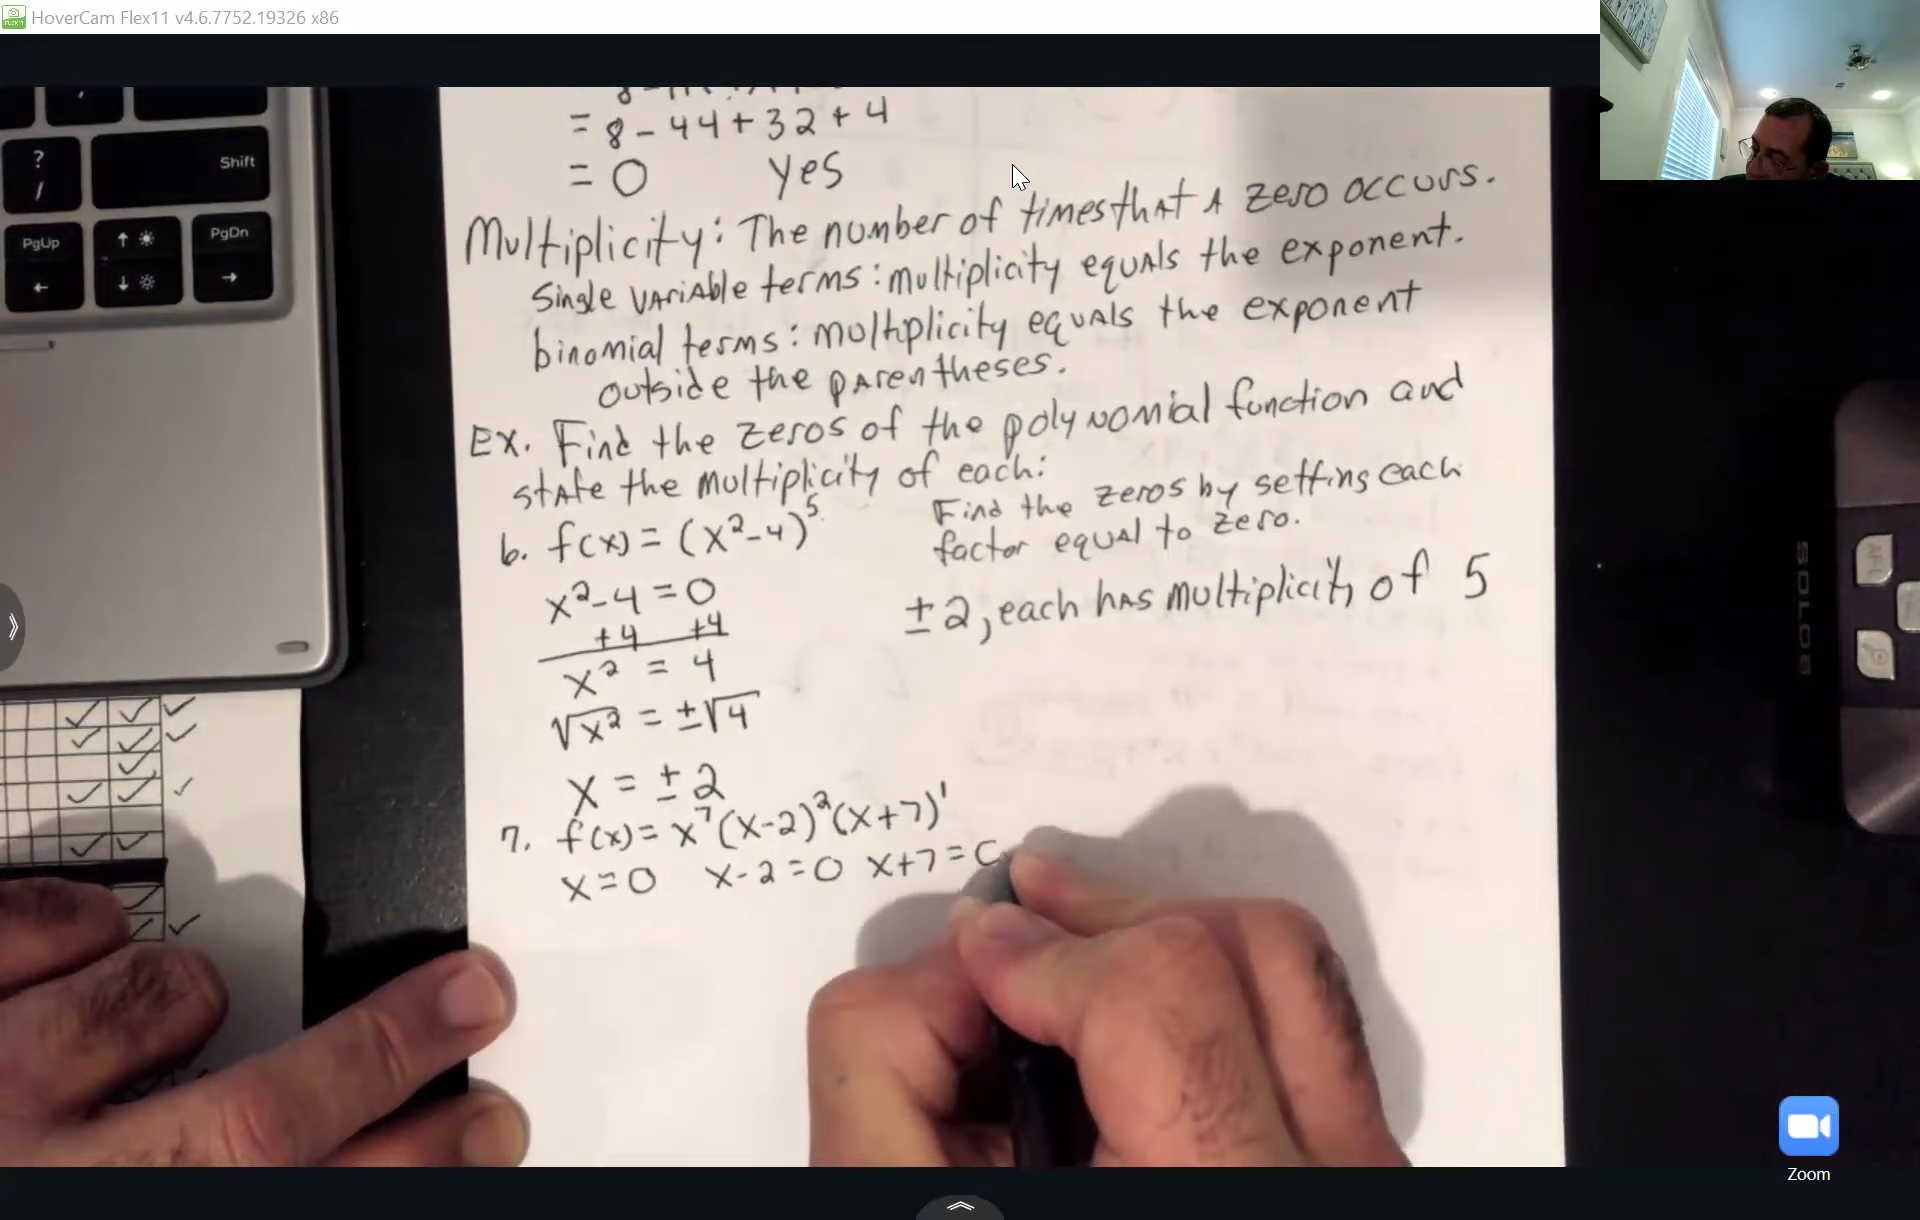 HoverCam Flex11 v4.6.7752.19326 x86
= 8 - 44 + 32 + 4
= 0 yes
Multiplicity: The number of times that a zero occurs.
Single variable terms: multiplicity equals the exponent.
binomial terms: multiplicity equals the exponent
outside the parentheses.
Ex. Find the zeros of the polynomial function and
state the multiplicity of each:
6. f(x) = (x²-4)⁵
Find the zeros by setting each
factor equal to zero.
x²-4 = 0
+4 +4
x² = 4
√x² = ±√4
x = ±2
±2, each has multiplicity of 5
7. f(x) = x⁷(x-2)²(x+7)¹
x = 0 x-2 = 0 x+7 =
?
/
Shift
PgUp
←
↑
↓
PgDn
→
SOLO8
AFL
Zoom